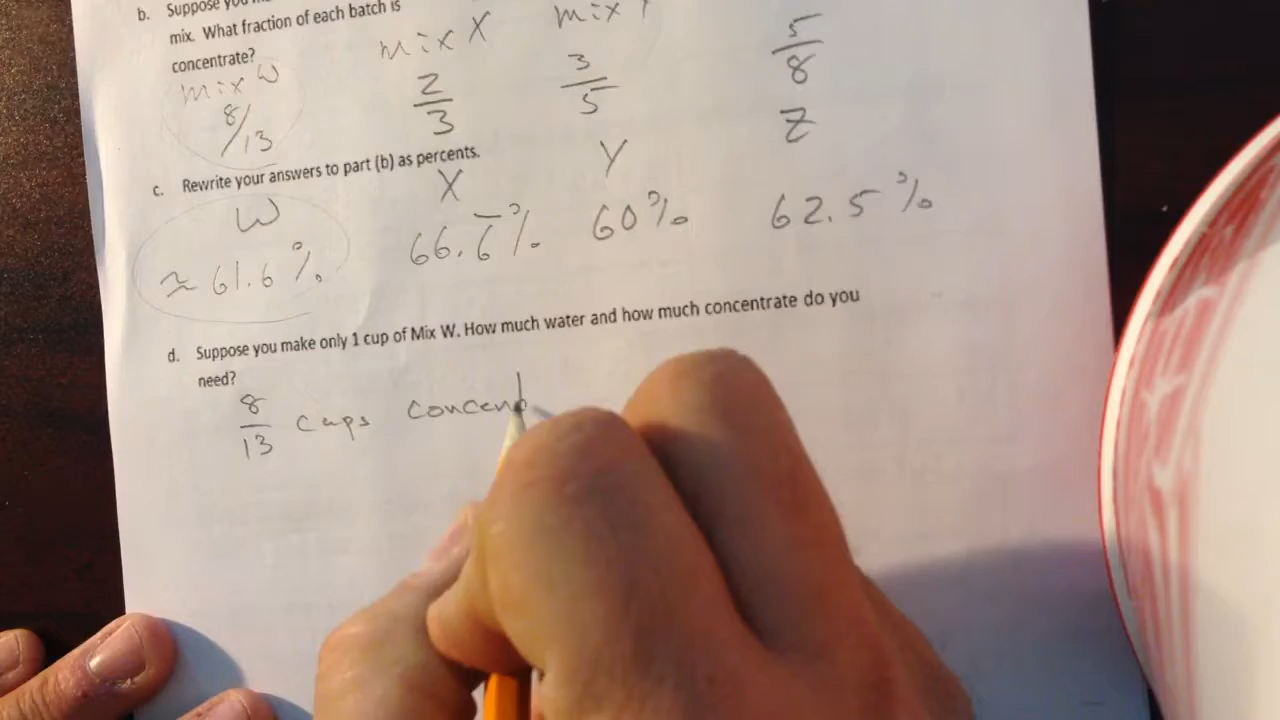 b. Suppose you
mix. What fraction of each batch is
concentrate?
mix W mix X mix Y
8/13 2/3 3/5 5/8
Y Z
c. Rewrite your answers to part (b) as percents.
W X
≈ 61.6% 66.6̅% 60% 62.5%
d. Suppose you make only 1 cup of Mix W. How much water and how much concentrate do you
need?
8/13 cups concent